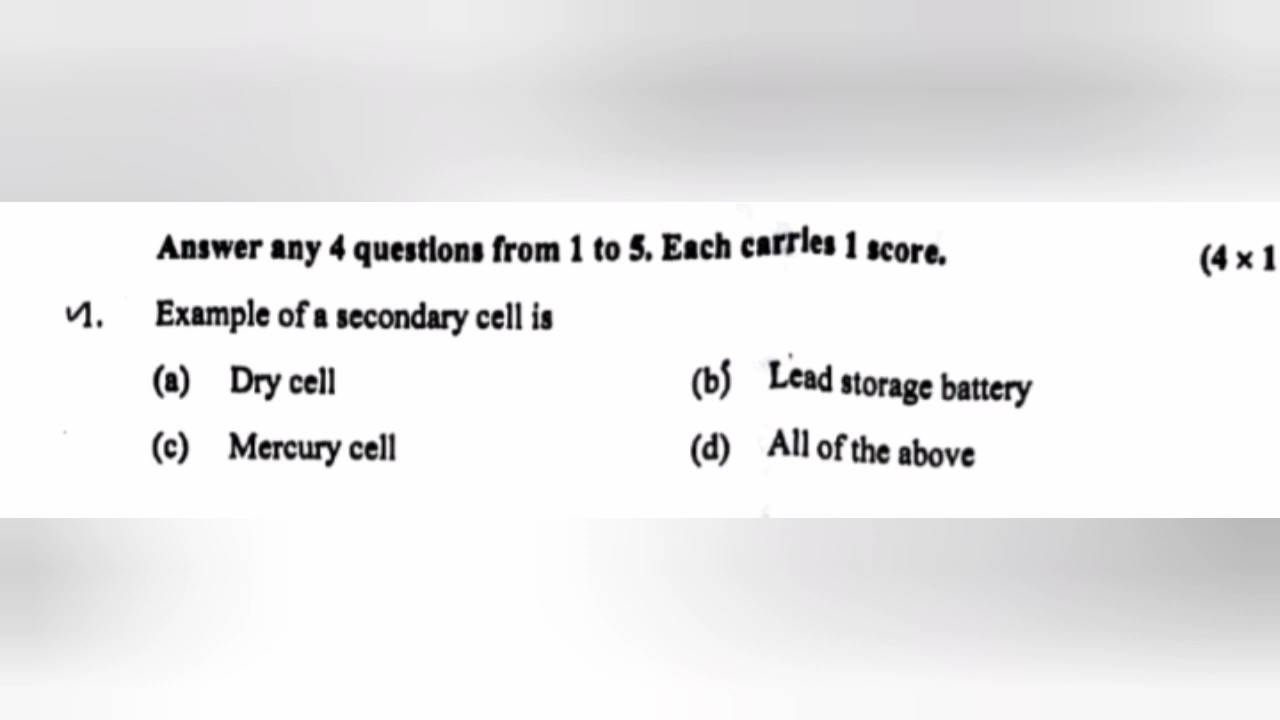 Answer any 4 questions from 1 to 5. Each carries 1 score. (4 × 1
1. Example of a secondary cell is
(a) Dry cell (b) Lead storage battery
(c) Mercury cell (d) All of the above